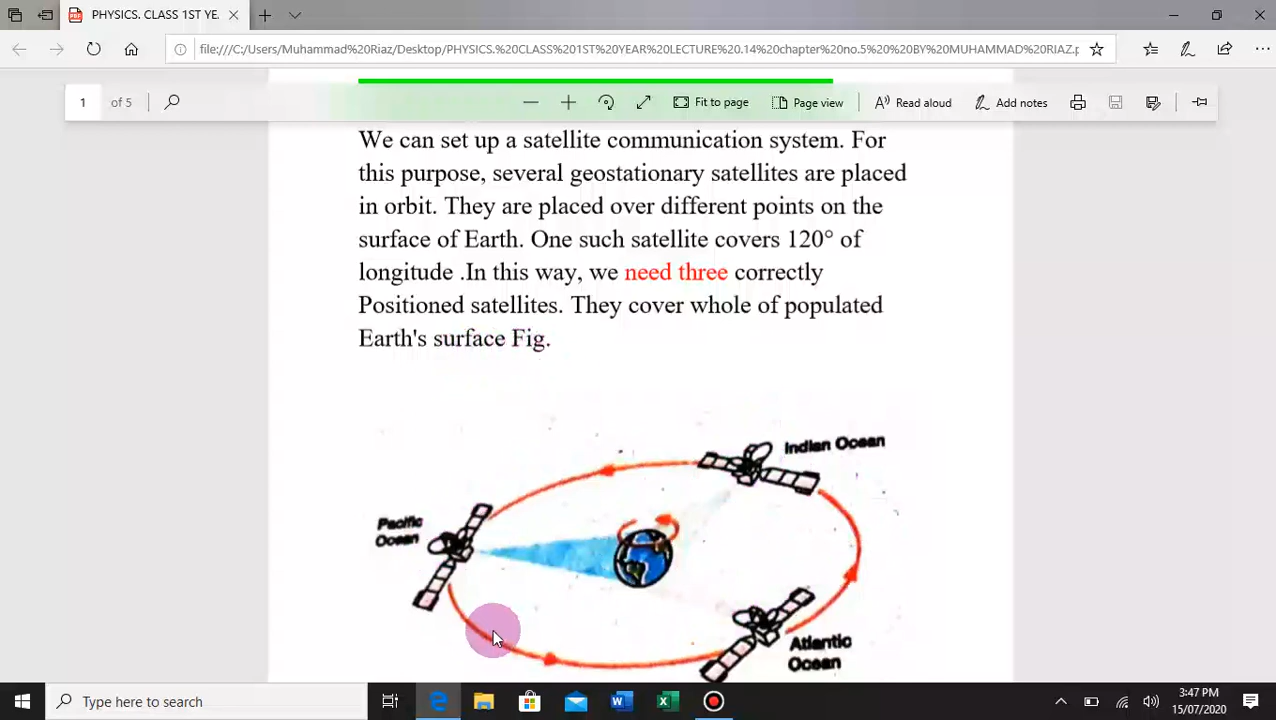 PHYSICS. CLASS 1ST YE
file:///C:/Users/Muhammad%20Riaz/Desktop/PHYSICS.%20CLASS%201ST%20YEAR%20LECTURE%20.14%20chapter%20no.5%20%20BY%20MUHAMMAD%20RIAZ.p
1 of 5
Fit to page
Page view
Read aloud
Add notes
We can set up a satellite communication system. For
this purpose, several geostationary satellites are placed
in orbit. They are placed over different points on the
surface of Earth. One such satellite covers 120° of
longitude .In this way, we need three correctly
Positioned satellites. They cover whole of populated
Earth's surface Fig.
Indian Ocean
Pacific
Ocean
Atlantic
Ocean
Type here to search
3:47 PM
15/07/2020